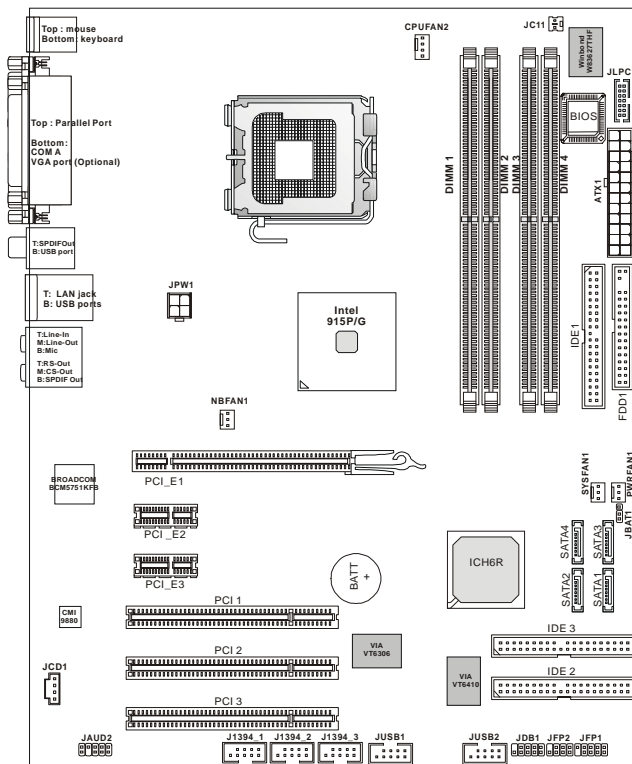 Top : mouse
Bottom: keyboard
CPUFAN2
JC11
Winbond
W83627THF
JLPC
BIOS
Top : Parallel Port
Bottom:
COM A
VGA port (Optional)
DIMM 1
DIMM 2
DIMM 3
DIMM 4
ATX1
T:SPDIFOut
B:USB port
T: LAN jack
B: USB ports
JPW1
Intel
915P/G
IDE1
FDD1
T:Line-In
M:Line-Out
B:Mic
T:RS-Out
M:CS-Out
B:SPDIF Out
NBFAN1
PCI_E1
BROADCOM
BCM5751KFB
SYSFAN1
PWRFAN1
JBAT1
PCI _E2
PCI_E3
BATT
+
ICH6R
SATA4
SATA3
SATA2
SATA1
CMI
9880
PCI 1
VIA
VT6306
IDE 3
PCI 2
JCD1
VIA
VT6410
IDE 2
PCI 3
JAUD2
J1394_1
J1394_2
J1394_3
JUSB1
JUSB2
JDB1
JFP2
JFP1